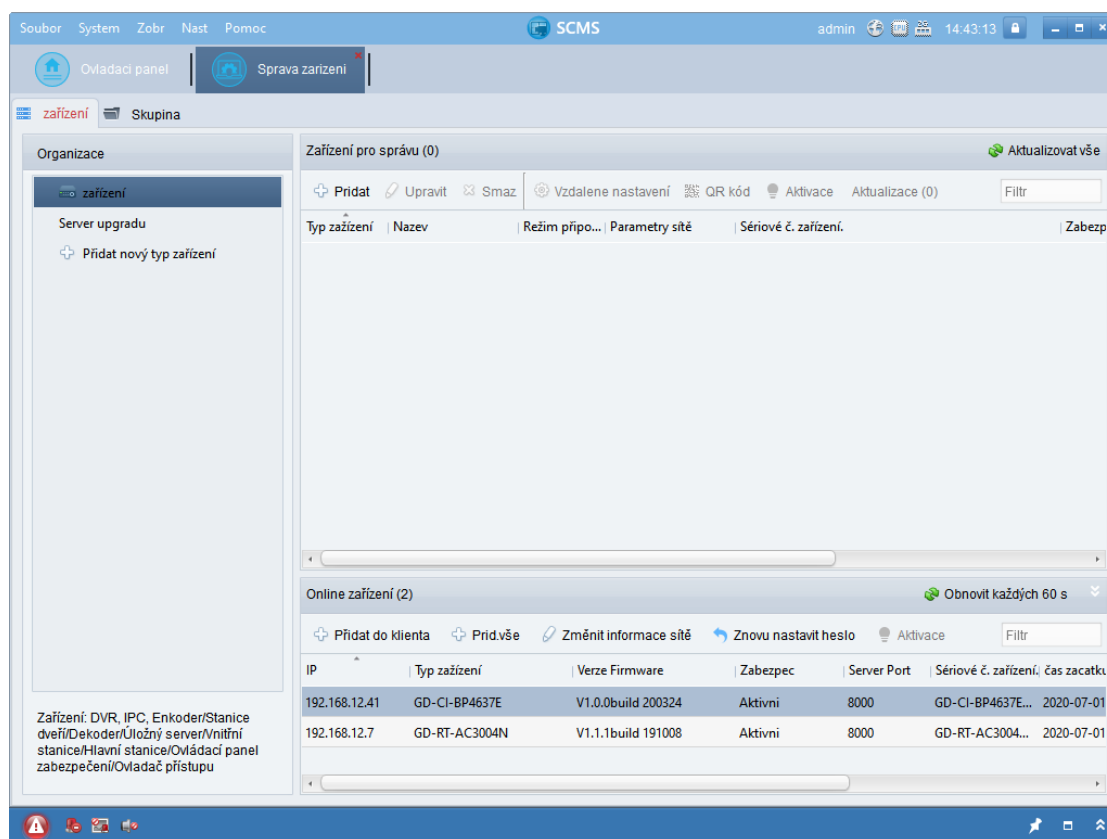 Soubor System Zobr Nast Pomoc SCMS admin 14:43:13
Ovladaci panel Sprava zarizeni
zařízení Skupina
Organizace
zařízení
Server upgradu
Přidat nový typ zařízení
Zařízení: DVR, IPC, Enkoder/Stanice
dveří/Dekoder/Úložný server/Vnitřní
stanice/Hlavní stanice/Ovládací panel
zabezpečení/Ovladač přístupu
Zařízení pro správu (0) Aktualizovat vše
Pridat Upravit Smaz Vzdalene nastavení QR kód Aktivace Aktualizace (0) Filtr
Typ zažízení Nazev Režim připo... Parametry sítě Sériové č. zařízení. Zabezp
Online zařízení (2) Obnovit každých 60 s
Přidat do klienta Prid.vše Změnit informace sítě Znovu nastavit heslo Aktivace Filtr
IP Typ zažízení Verze Firmware Zabezpec Server Port Sériové č. zařízení. čas zacatku
192.168.12.41 GD-CI-BP4637E V1.0.0build 200324 Aktivni 8000 GD-CI-BP4637E... 2020-07-01
192.168.12.7 GD-RT-AC3004N V1.1.1build 191008 Aktivni 8000 GD-RT-AC3004... 2020-07-01